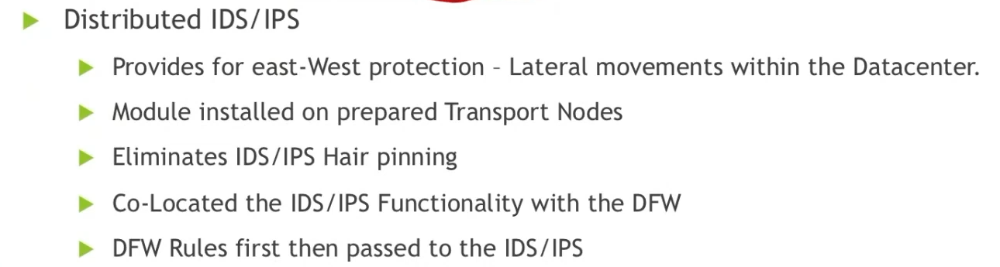 Distributed IDS/IPS
Provides for east-West protection – Lateral movements within the Datacenter.
Module installed on prepared Transport Nodes
Eliminates IDS/IPS Hair pinning
Co-Located the IDS/IPS Functionality with the DFW
DFW Rules first then passed to the IDS/IPS